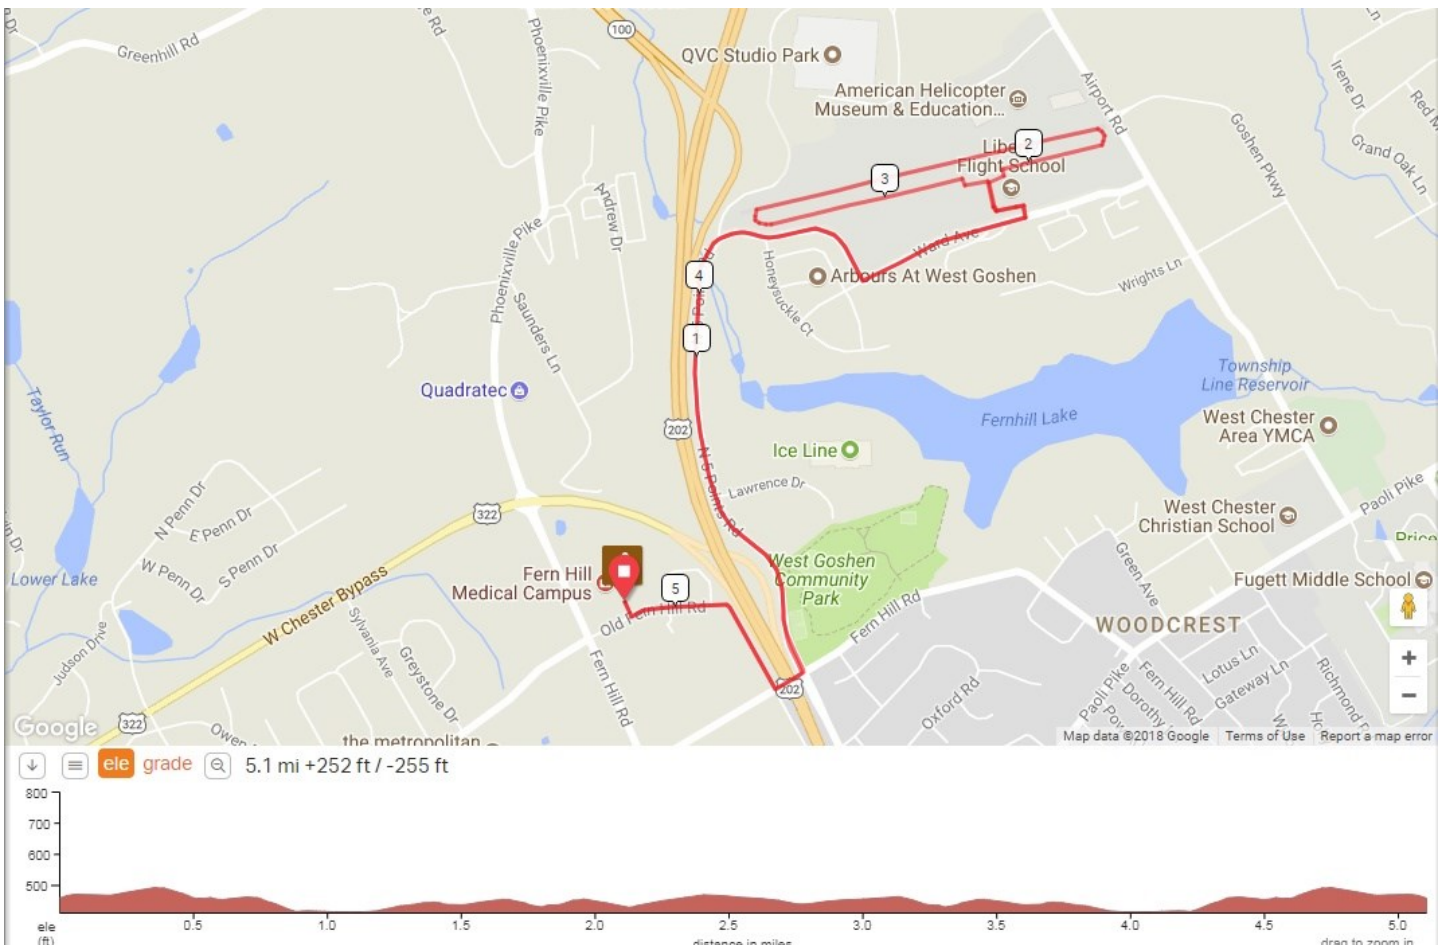 Greenhill Rd
Phoenixville Pike
100
QVC Studio Park
American Helicopter
Museum & Education...
Airport Rd
Irene Dr
Grand Oak Ln
Goshen Pkwy
2
Flight School
3
Andrew Dr
Phoenixville Pike
Ward Ave
Wrights Ln
4
Arbours At West Goshen
Honeysuckle Ct
Saunders Ln
1
Quadratec
Taylor Run
202
Fernhill Lake
Township
Line Reservoir
West Chester
Area YMCA
Ice Line
N 5 Points Rd
Lawrence Dr
322
Paoli Pike
West Chester
Christian School
N Penn Dr
E Penn Dr
S Penn Dr
W Penn Dr
Lower Lake
W Chester Bypass
Fern Hill
Medical Campus
5
Old Fern Hill Rd
West Goshen
Community
Park
Fern Hill Rd
Green Ave
Fugett Middle School
WOODCREST
Judson Drive
Sylvania Ave
Greystone Dr
Fern Hill Rd
202
Oxford Rd
Paoli Pike
Fern Hill Rd
Dorothy
Lotus Ln
Gateway Ln
Richmond
+
−
Google
322
the metropolitan
Map data ©2018 Google
Terms of Use
Report a map error
ele
grade
5.1 mi +252 ft / -255 ft
800
700
600
500
ele
(ft)
0.5
1.0
1.5
2.0
2.5
3.0
3.5
4.0
4.5
5.0
distance in miles
drag to zoom in